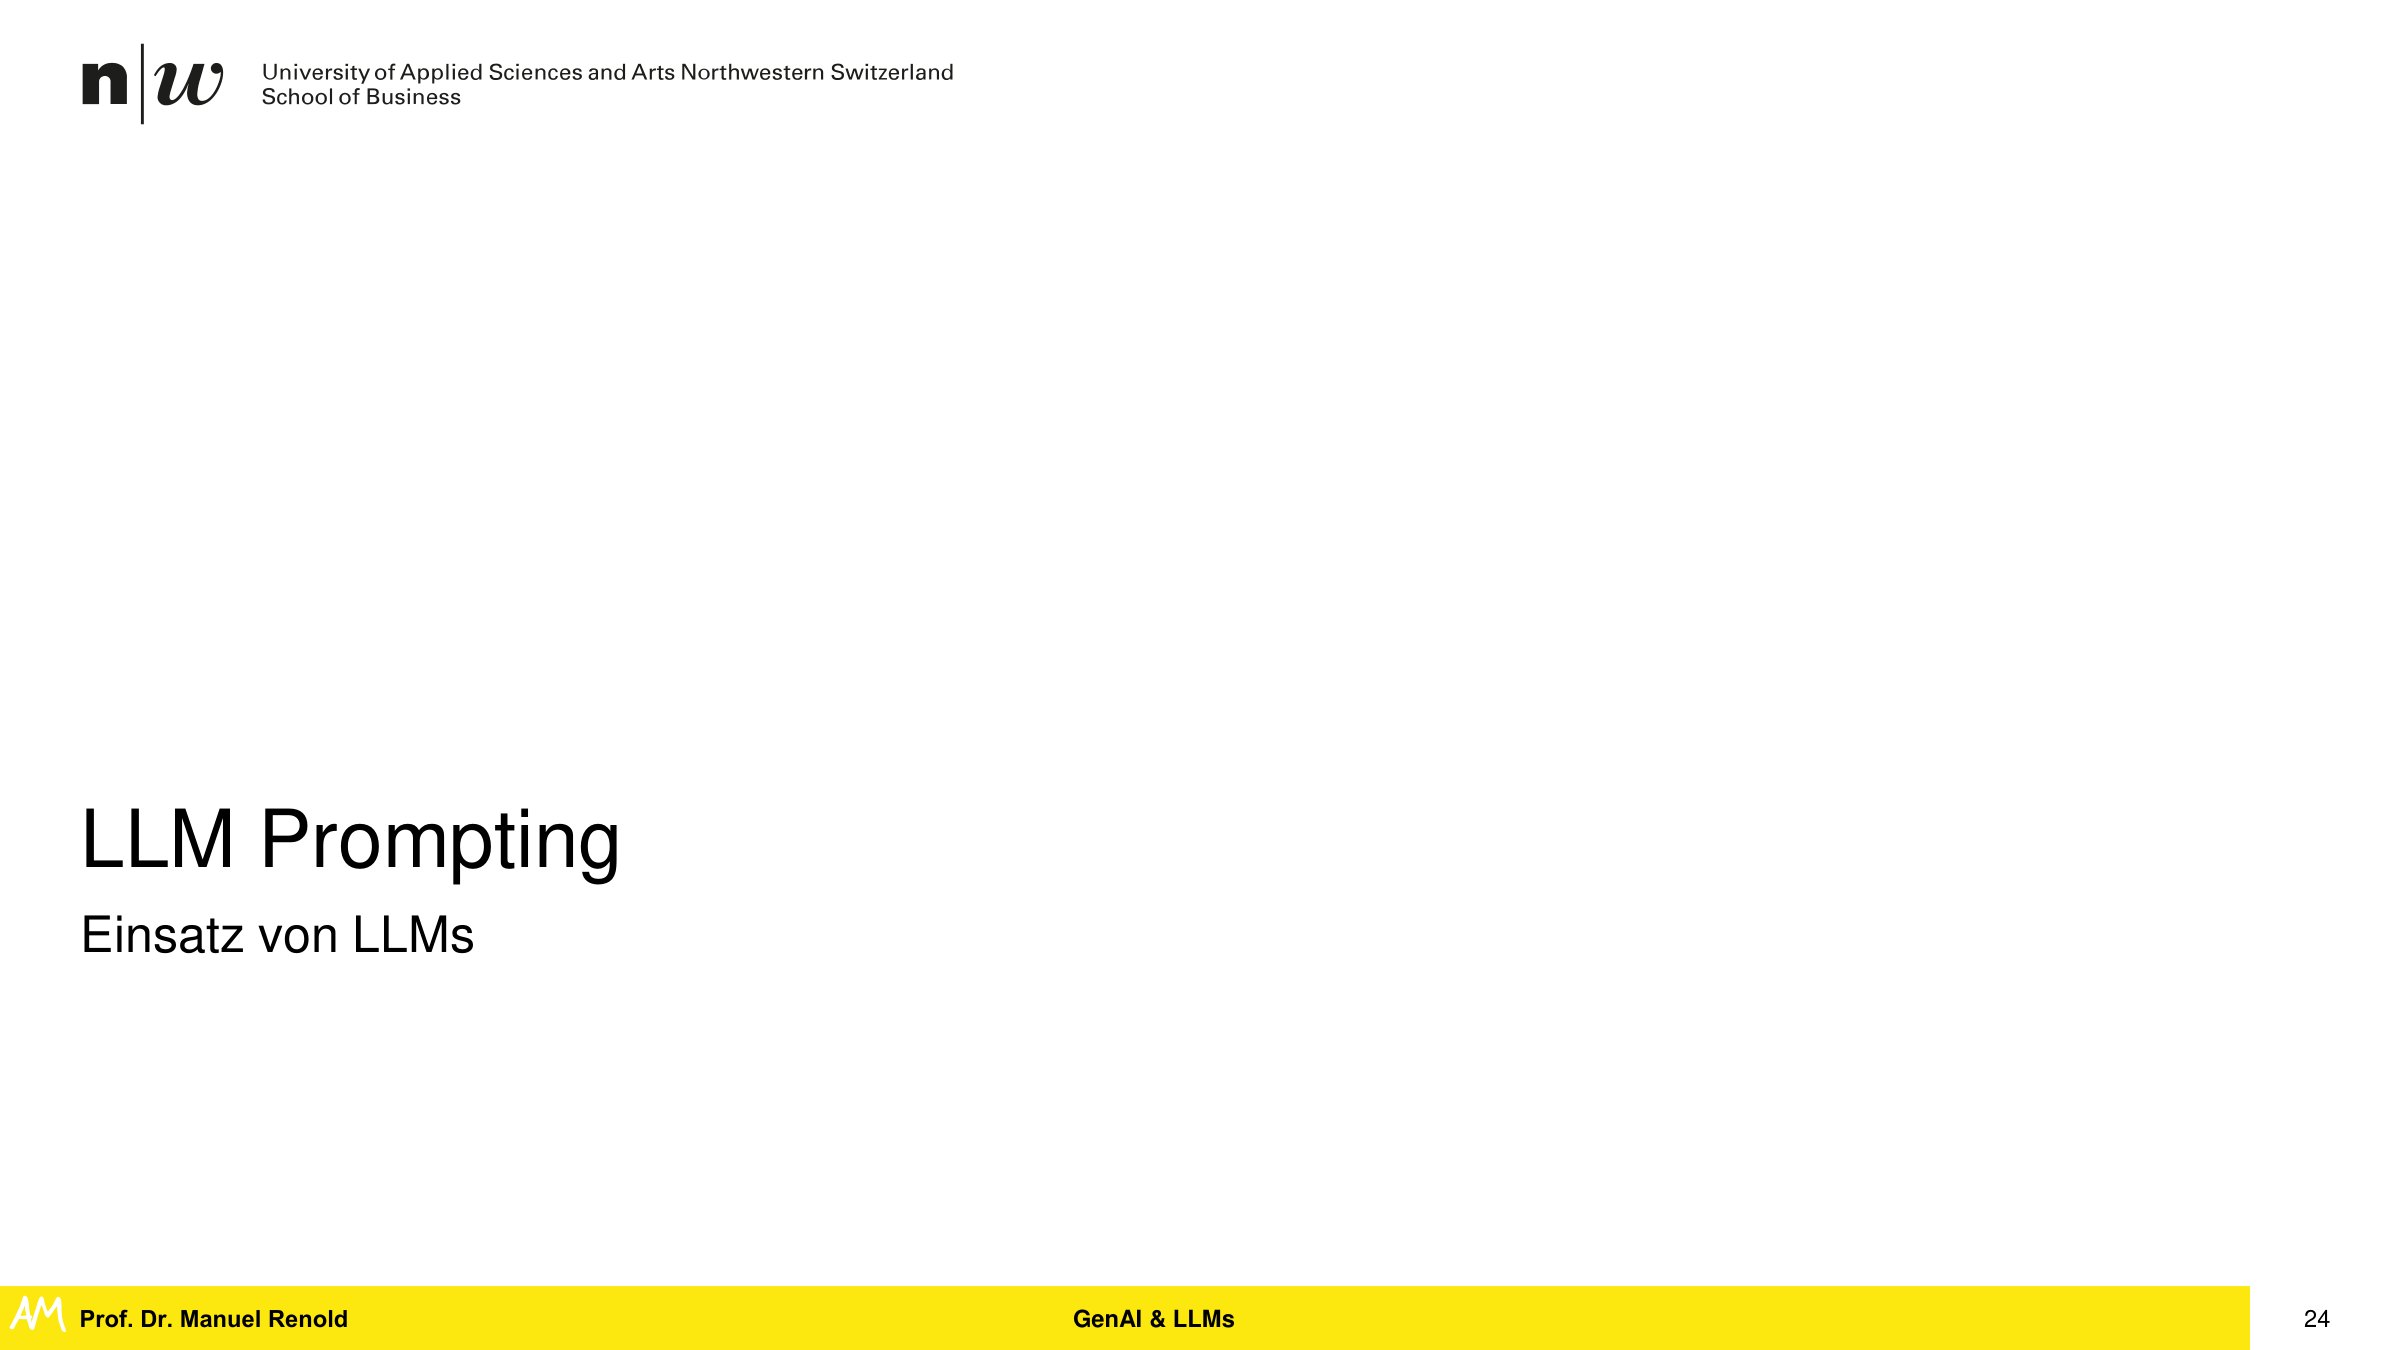 n|w
University of Applied Sciences and Arts Northwestern Switzerland
School of Business
LLM Prompting
Einsatz von LLMs
AM Prof. Dr. Manuel Renold
GenAI & LLMs
24